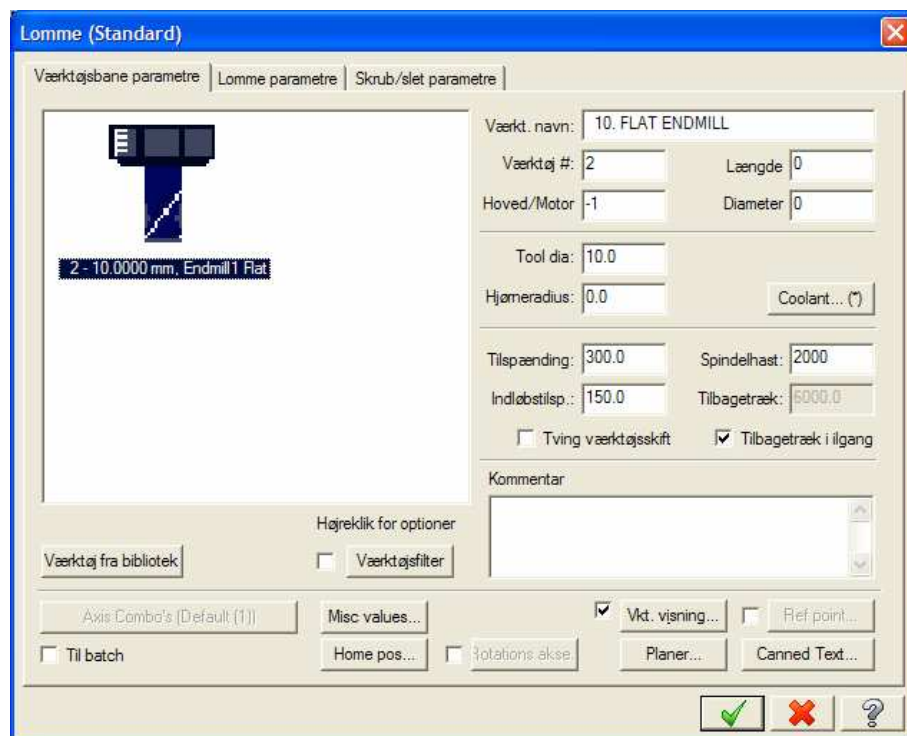 Lomme (Standard)
Værktøjsbane parametre
Lomme parametre
Skrub/slet parametre
2 - 10.0000 mm, Endmill1 Flat
Værkt. navn: 10. FLAT ENDMILL
Værktøj #: 2 Længde 0
Hoved/Motor -1 Diameter 0
Tool dia: 10.0
Hjørneradius: 0.0 Coolant... (*)
Tilspænding: 300.0 Spindelhast: 2000
Indløbstilsp.: 150.0 Tilbagetræk: 6000.0
Tving værktøjsskift Tilbagetræk i ilgang
Kommentar
Højreklik for optioner
Værktøj fra bibliotek Værktøjsfilter
Axis Combo's (Default (1)) Misc values... Vkt. visning... Ref point...
Til batch Home pos... Rotations akse. Planer... Canned Text...